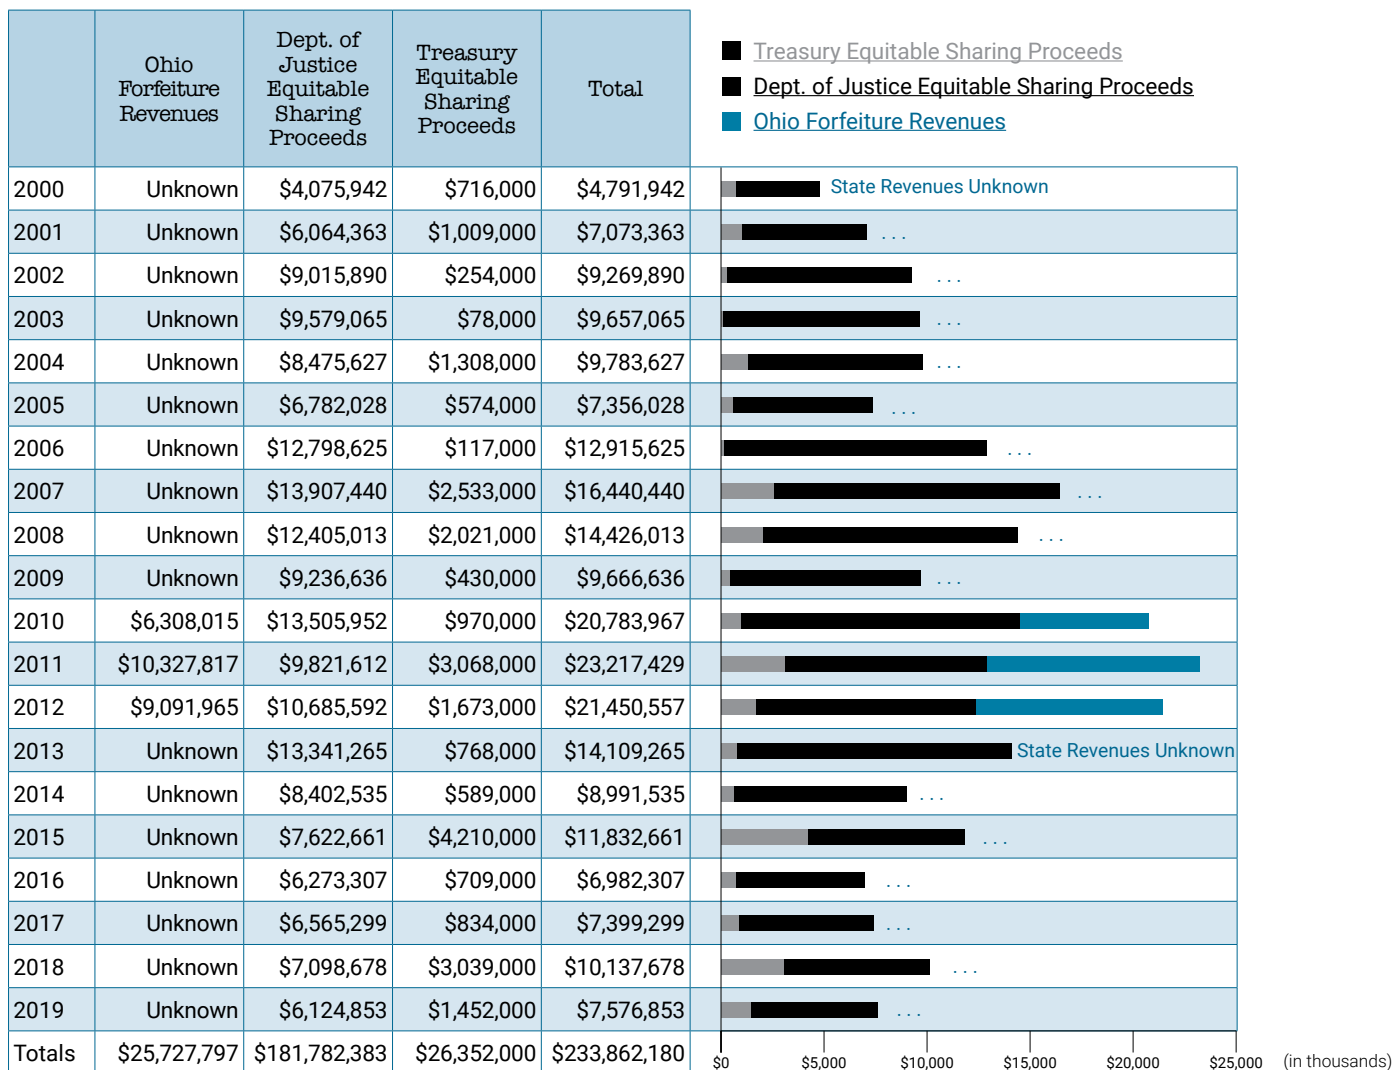 Ohio
Forfeiture
Revenues
Dept. of
Justice
Equitable
Sharing
Proceeds
Treasury
Equitable
Sharing
Proceeds
Total
Treasury Equitable Sharing Proceeds
Dept. of Justice Equitable Sharing Proceeds
Ohio Forfeiture Revenues
2000 Unknown $4,075,942 $716,000 $4,791,942 State Revenues Unknown
2001 Unknown $6,064,363 $1,009,000 $7,073,363 ...
2002 Unknown $9,015,890 $254,000 $9,269,890 ...
2003 Unknown $9,579,065 $78,000 $9,657,065 ...
2004 Unknown $8,475,627 $1,308,000 $9,783,627 ...
2005 Unknown $6,782,028 $574,000 $7,356,028 ...
2006 Unknown $12,798,625 $117,000 $12,915,625 ...
2007 Unknown $13,907,440 $2,533,000 $16,440,440 ...
2008 Unknown $12,405,013 $2,021,000 $14,426,013 ...
2009 Unknown $9,236,636 $430,000 $9,666,636 ...
2010 $6,308,015 $13,505,952 $970,000 $20,783,967
2011 $10,327,817 $9,821,612 $3,068,000 $23,217,429
2012 $9,091,965 $10,685,592 $1,673,000 $21,450,557
2013 Unknown $13,341,265 $768,000 $14,109,265 State Revenues Unknown
2014 Unknown $8,402,535 $589,000 $8,991,535 ...
2015 Unknown $7,622,661 $4,210,000 $11,832,661 ...
2016 Unknown $6,273,307 $709,000 $6,982,307 ...
2017 Unknown $6,565,299 $834,000 $7,399,299 ...
2018 Unknown $7,098,678 $3,039,000 $10,137,678 ...
2019 Unknown $6,124,853 $1,452,000 $7,576,853 ...
Totals $25,727,797 $181,782,383 $26,352,000 $233,862,180
$0 $5,000 $10,000 $15,000 $20,000 $25,000 (in thousands)